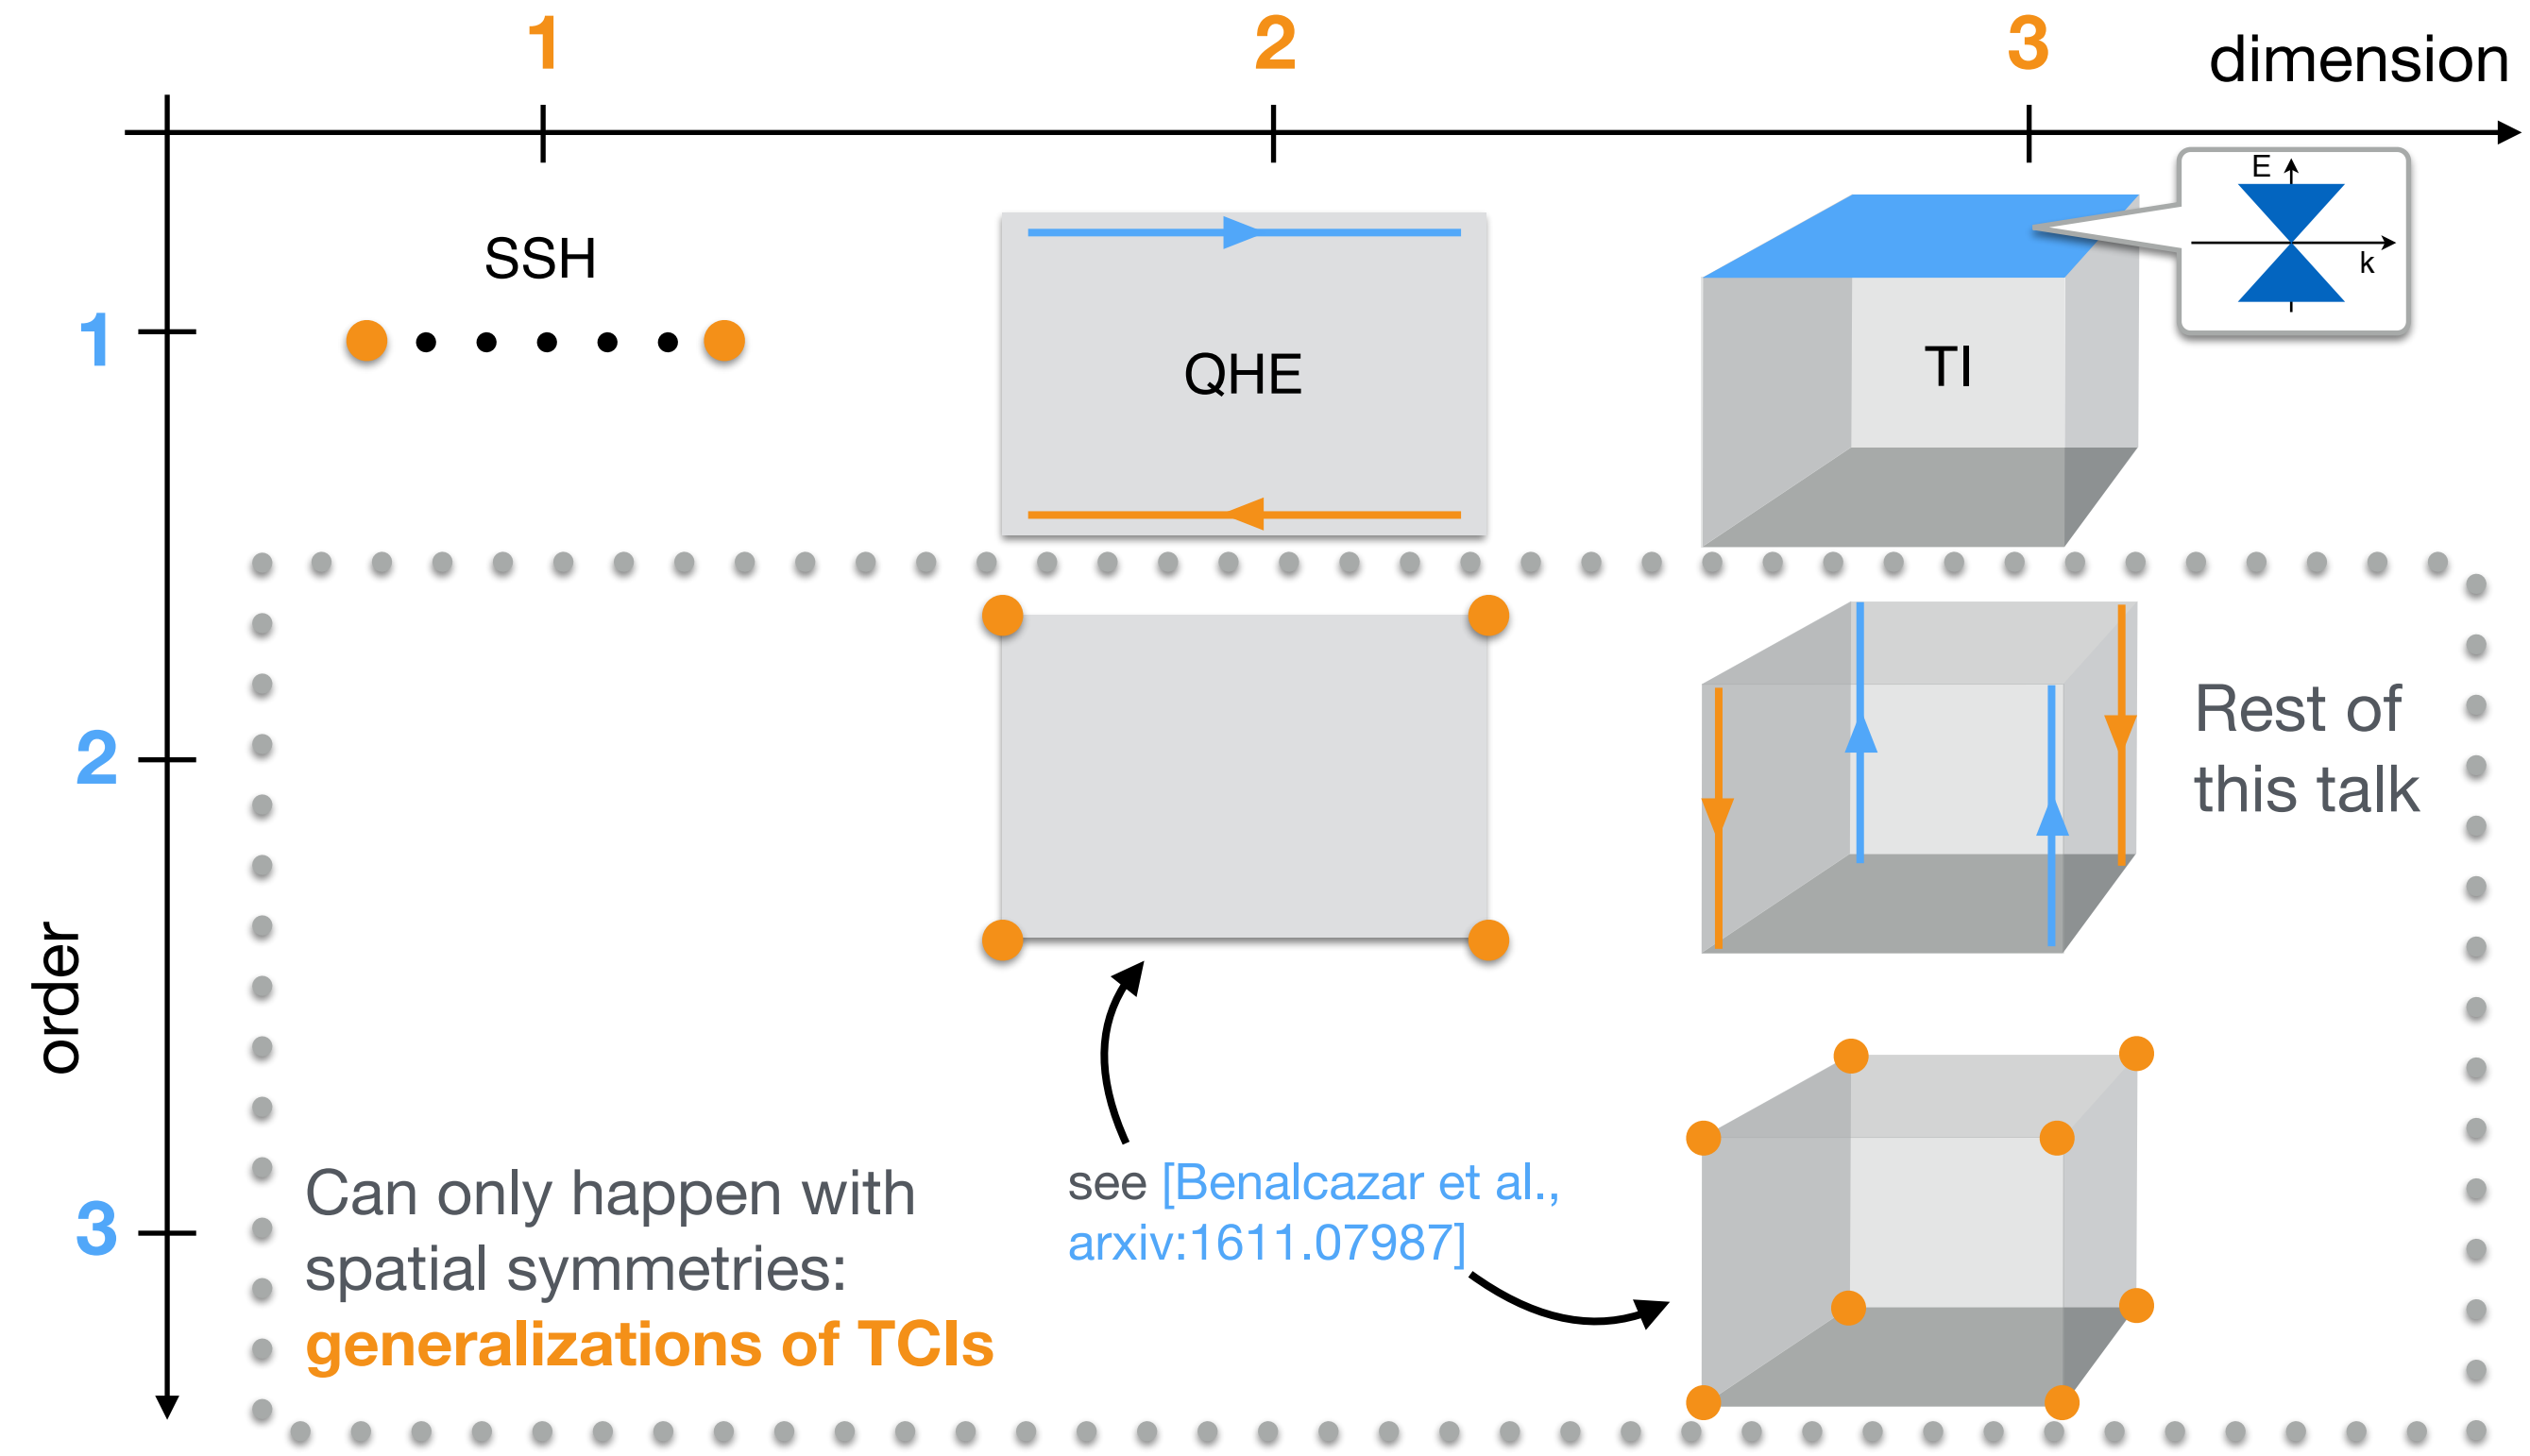 1
2
3
dimension
E
k
SSH
1
QHE
TI
Rest of
this talk
2
order
see [Benalcazar et al.,
arxiv:1611.07987]
Can only happen with
spatial symmetries:
generalizations of TCIs
3